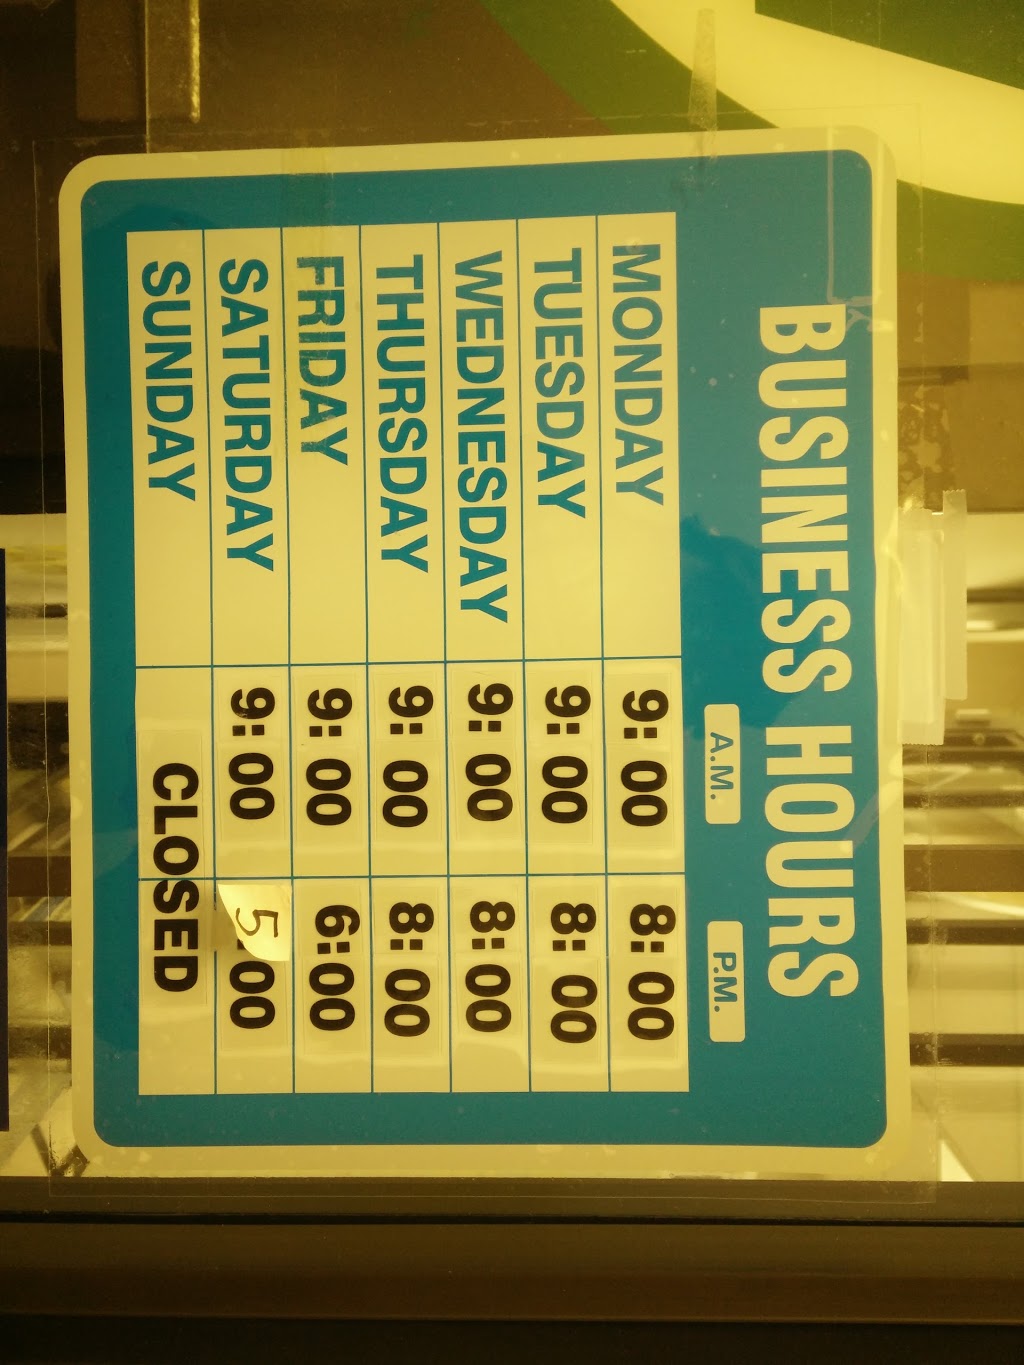 BUSINESS HOURS
A.M. P.M.
MONDAY 9:00 8:00
TUESDAY 9:00 8:00
WEDNESDAY 9:00 8:00
THURSDAY 9:00 8:00
FRIDAY 9:00 6:00
SATURDAY 9:00 5:00
SUNDAY CLOSED